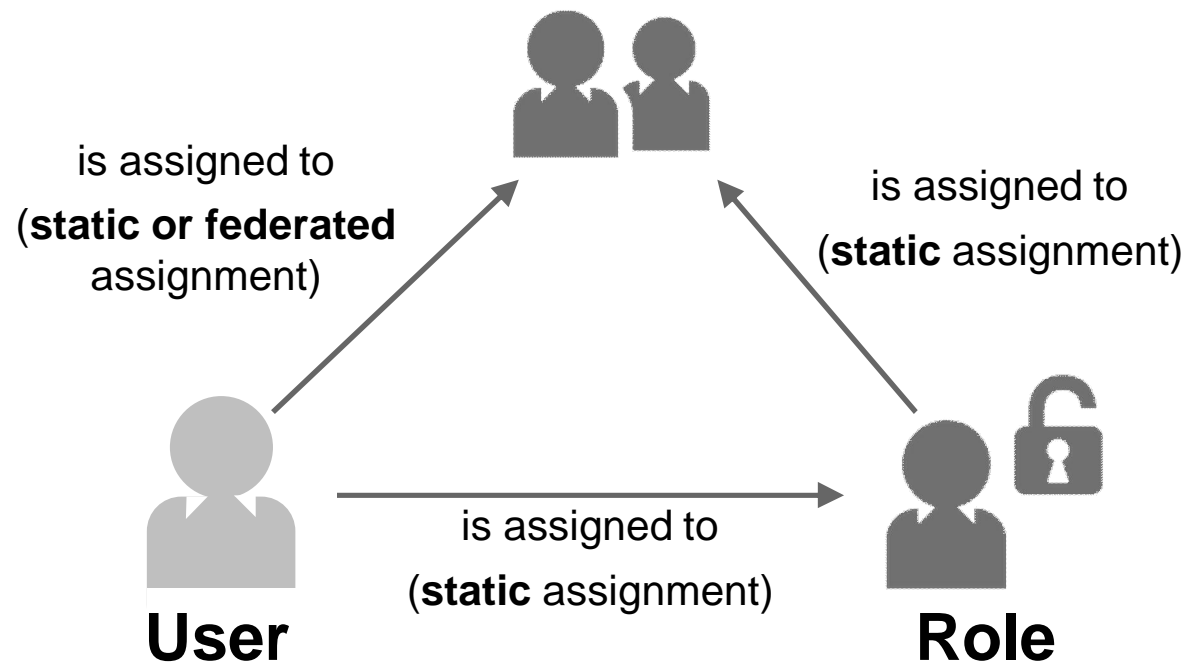 is assigned to
(static or federated
assignment)
is assigned to
(static assignment)
is assigned to
(static assignment)
User
Role